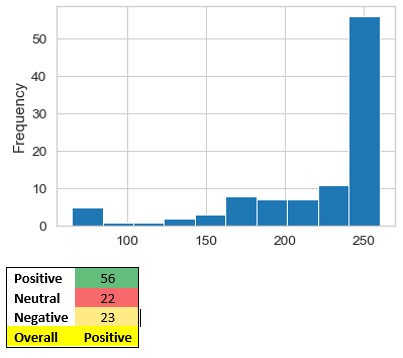 50
40
30
20
10
0
Frequency
100 150 200 250
Positive 56
Neutral 22
Negative 23
Overall Positive